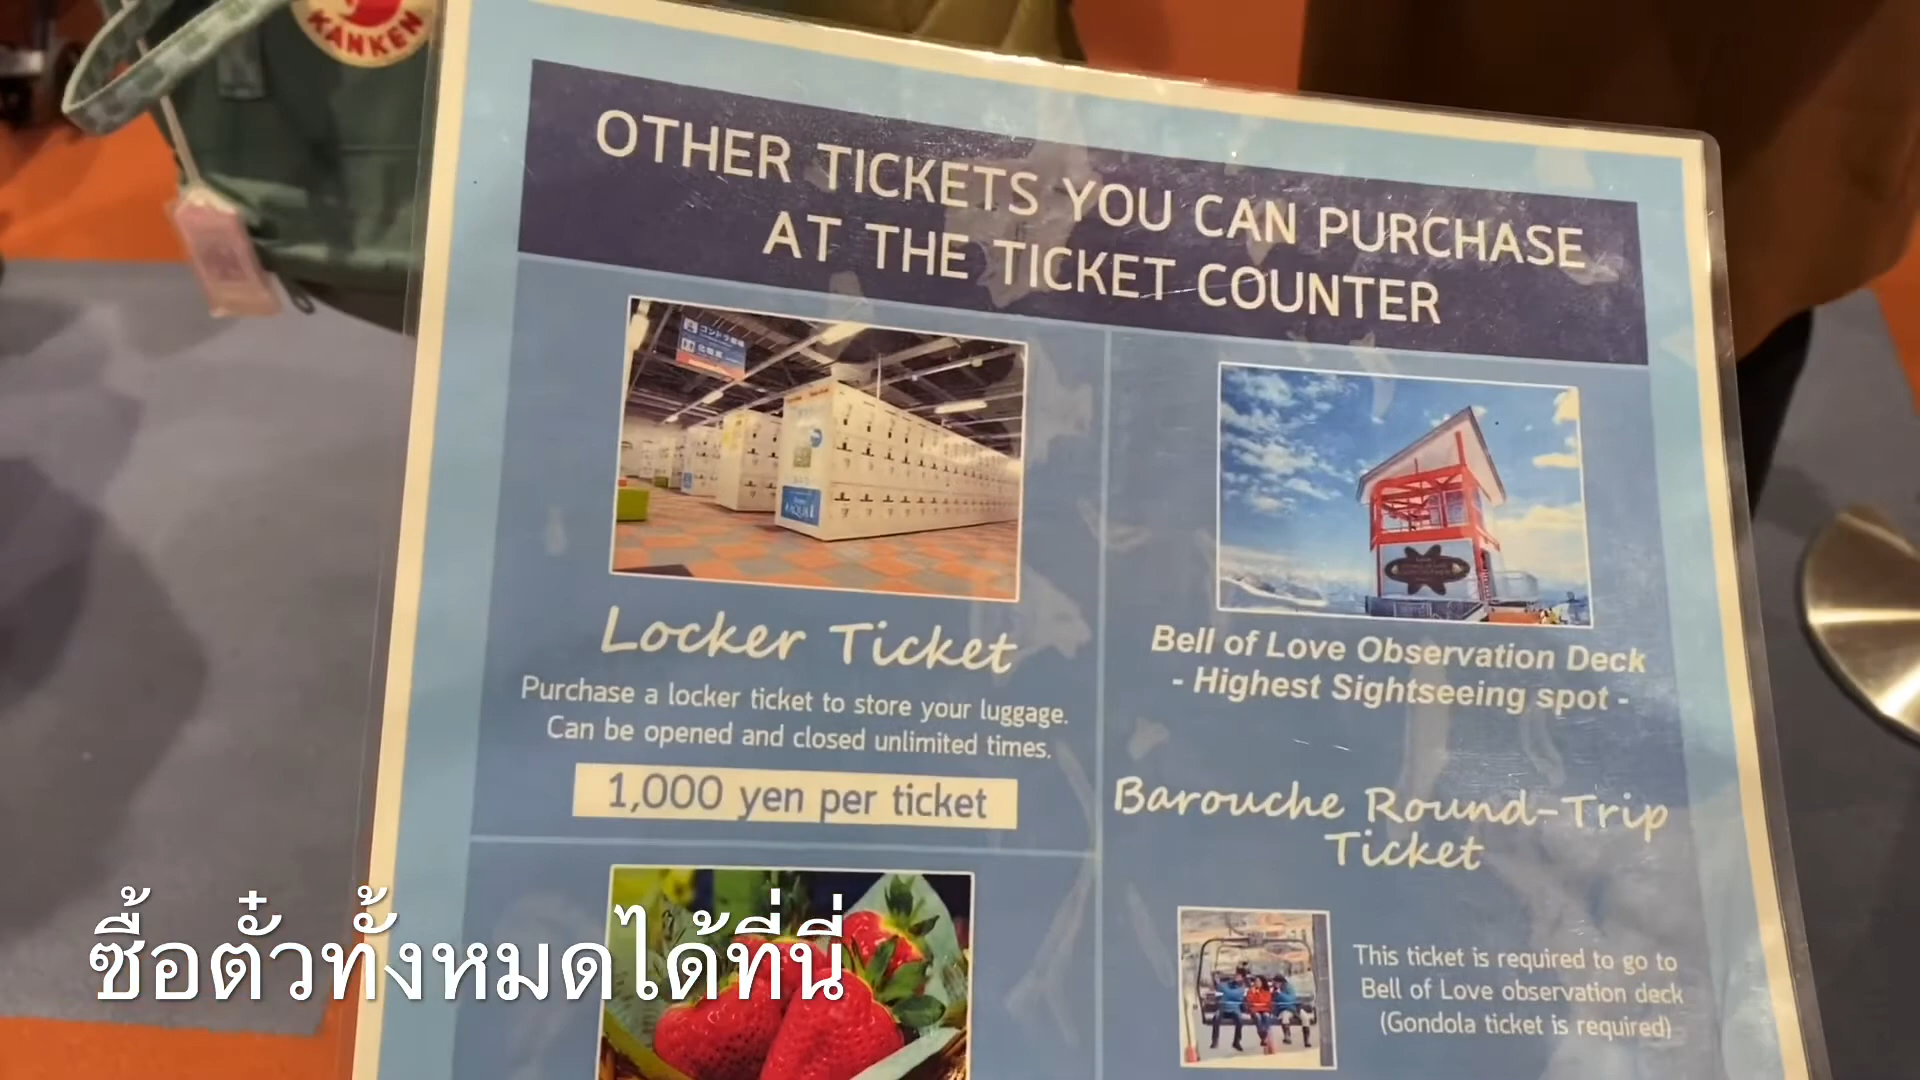 KÅNKEN
OTHER TICKETS YOU CAN PURCHASE
AT THE TICKET COUNTER
Locker Ticket
Purchase a locker ticket to store your luggage.
Can be opened and closed unlimited times.
1,000 yen per ticket
Bell of Love Observation Deck
- Highest Sightseeing spot -
Barouche Round-Trip
Ticket
This ticket is required to go to
Bell of Love observation deck
(Gondola ticket is required)
ซื้อตั๋วทั้งหมดได้ที่นี่